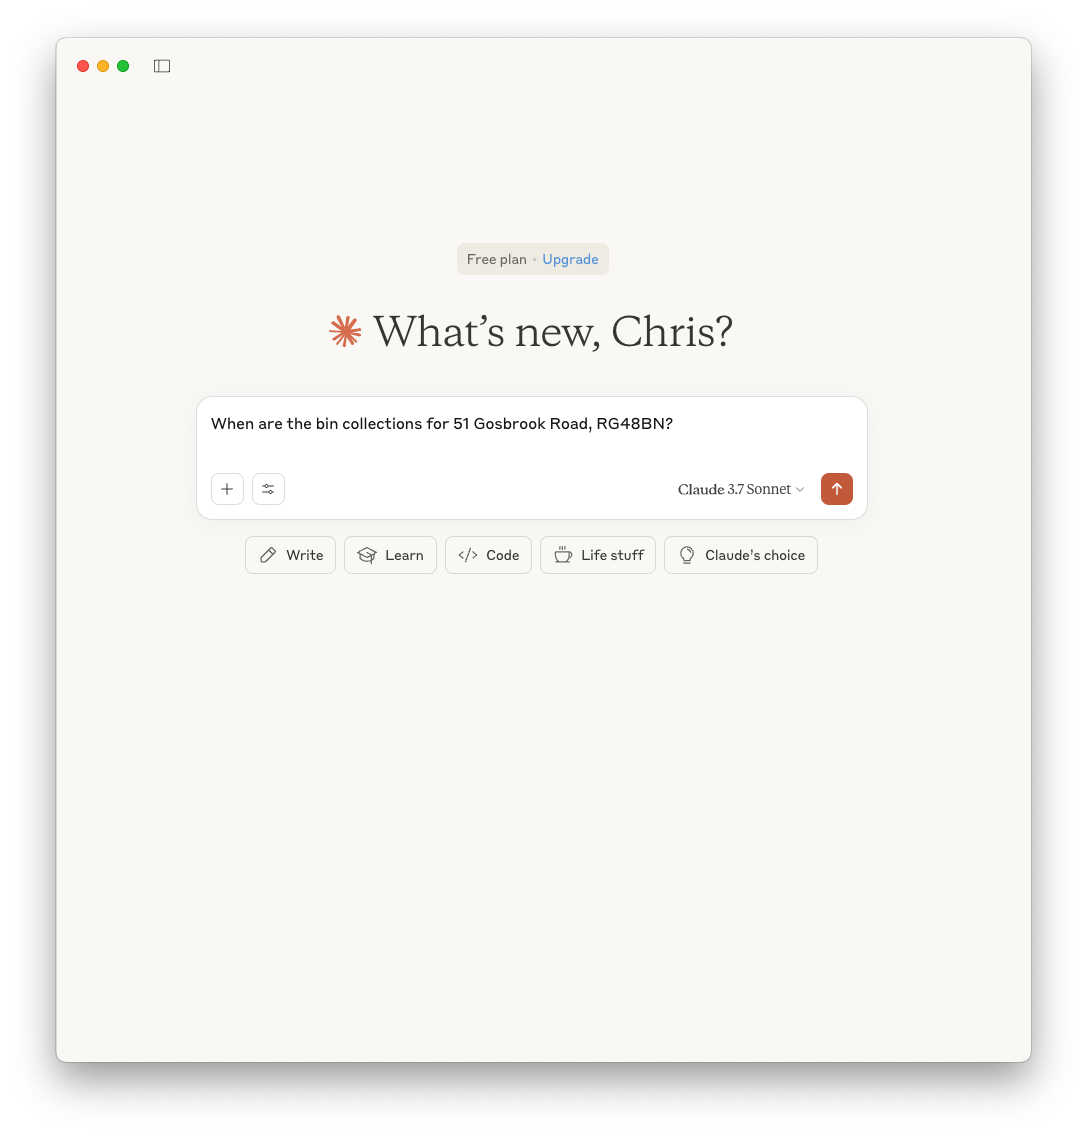 Free plan • Upgrade
What’s new, Chris?
When are the bin collections for 51 Gosbrook Road, RG48BN?
Claude 3.7 Sonnet
Write
Learn
Code
Life stuff
Claude’s choice